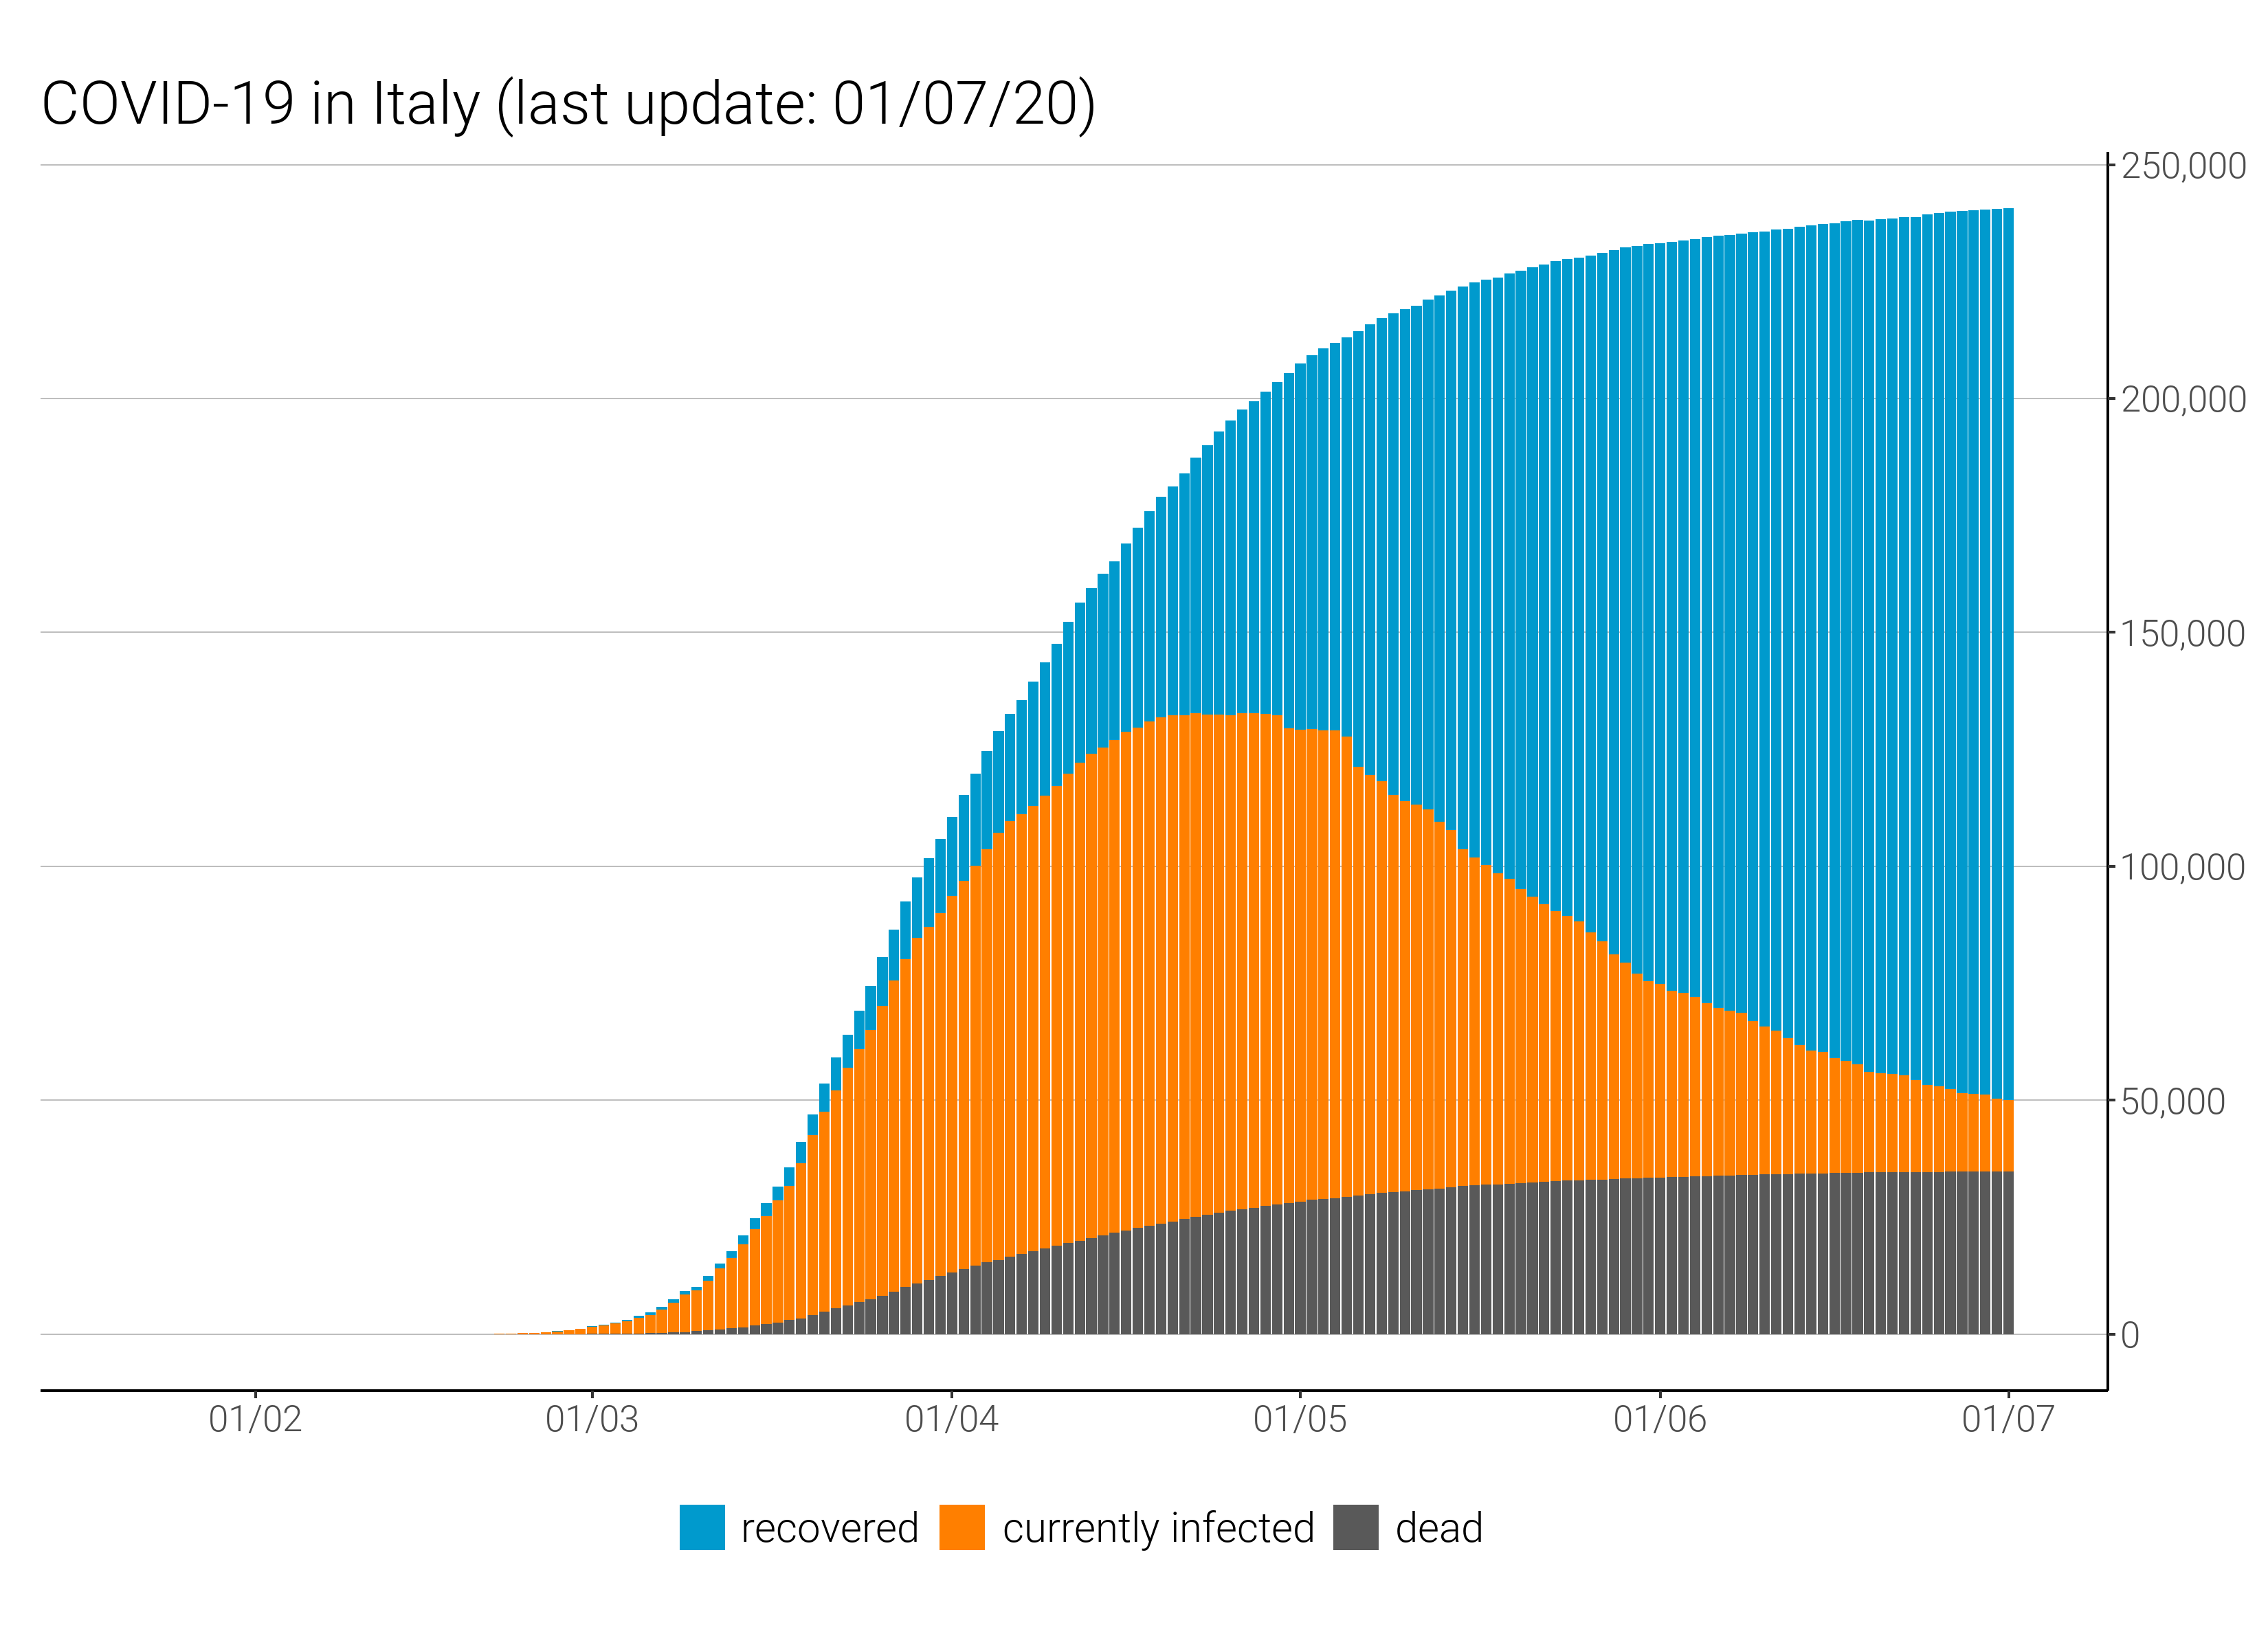 COVID-19 in Italy (last update: 01/07/20)
250,000
200,000
150,000
100,000
50,000
0
01/02 01/03 01/04 01/05 01/06 01/07
recovered currently infected dead